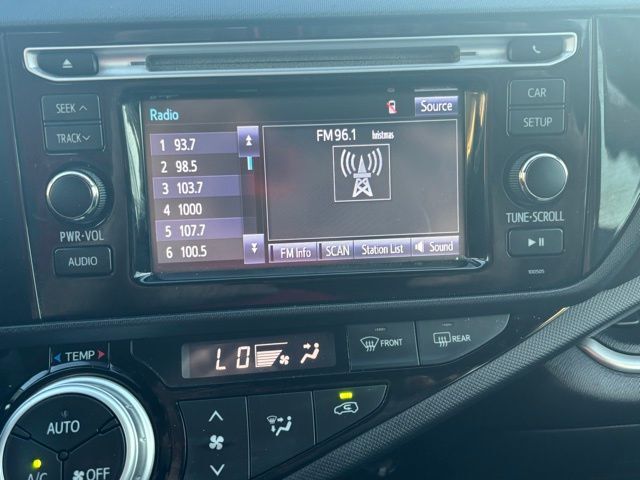 SEEK
TRACK
PWR-VOL
AUDIO
Radio
Source
1 93.7
2 98.5
3 103.7
4 1000
5 107.7
6 100.5
FM 96.1 hristmas
FM Info SCAN Station List Sound
CAR
SETUP
TUNE-SCROLL
100505
TEMP
LO
FRONT
REAR
AUTO
A/C
OFF